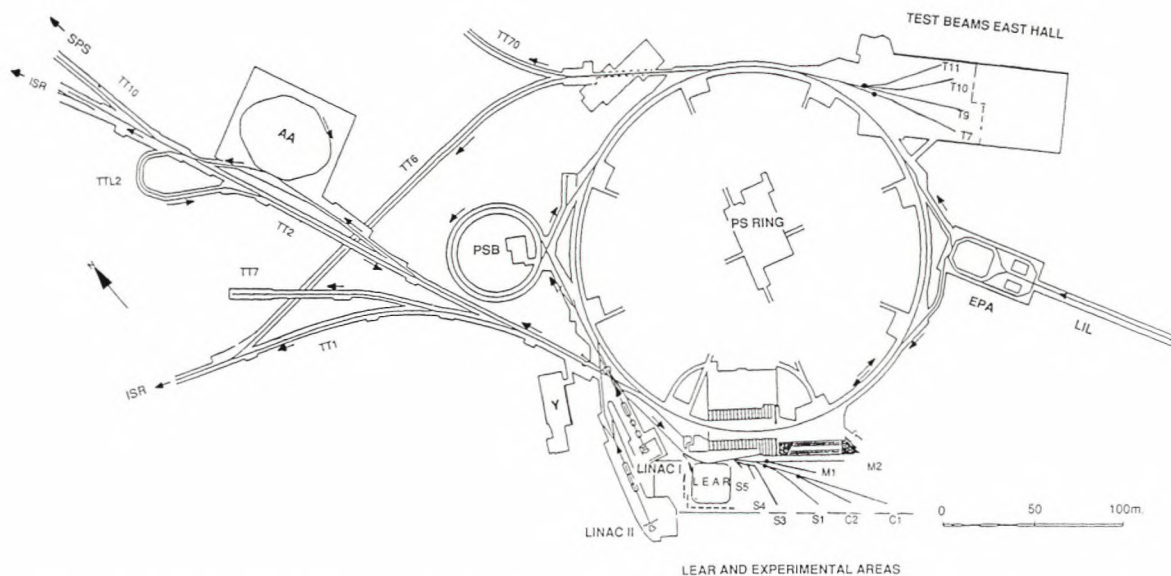 TEST BEAMS EAST HALL
SPS
ISR
TT10
TT70
T11
T10
T9
T7
AA
TT6
TTL2
TT2
PSB
PS RING
N
TT7
EPA
LIL
TT1
ISR
Y
LINAC I
LEAR
S5
M1
M2
S4
S3
S1
C2
C1
LINAC II
0 50 100m.
LEAR AND EXPERIMENTAL AREAS